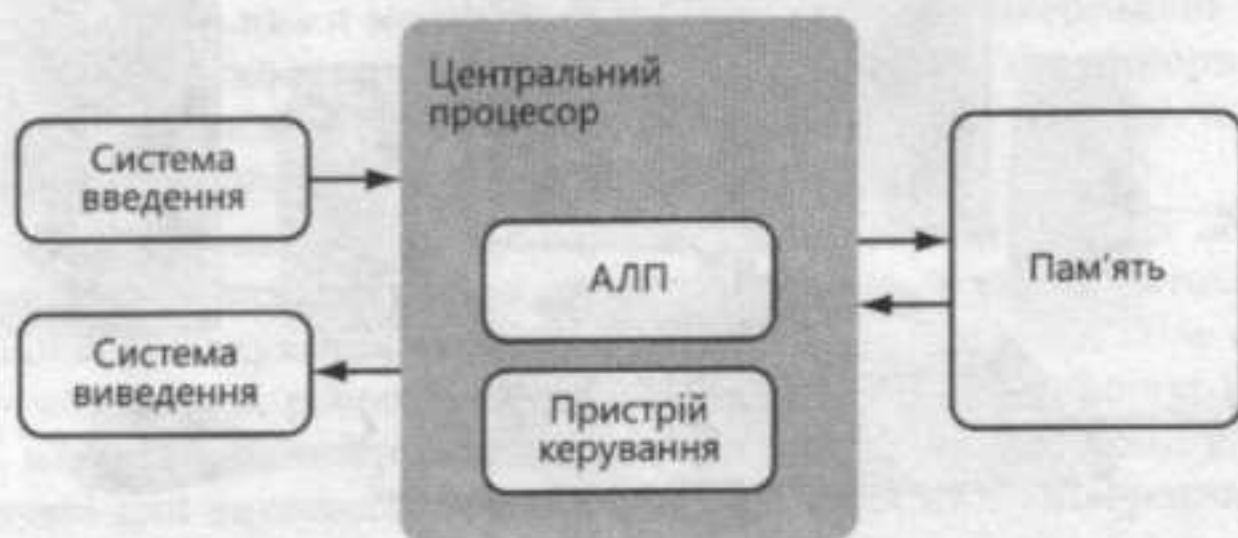 Центральний
процесор
Система
введення
АЛП
Пам'ять
Система
виведення
Пристрій
керування